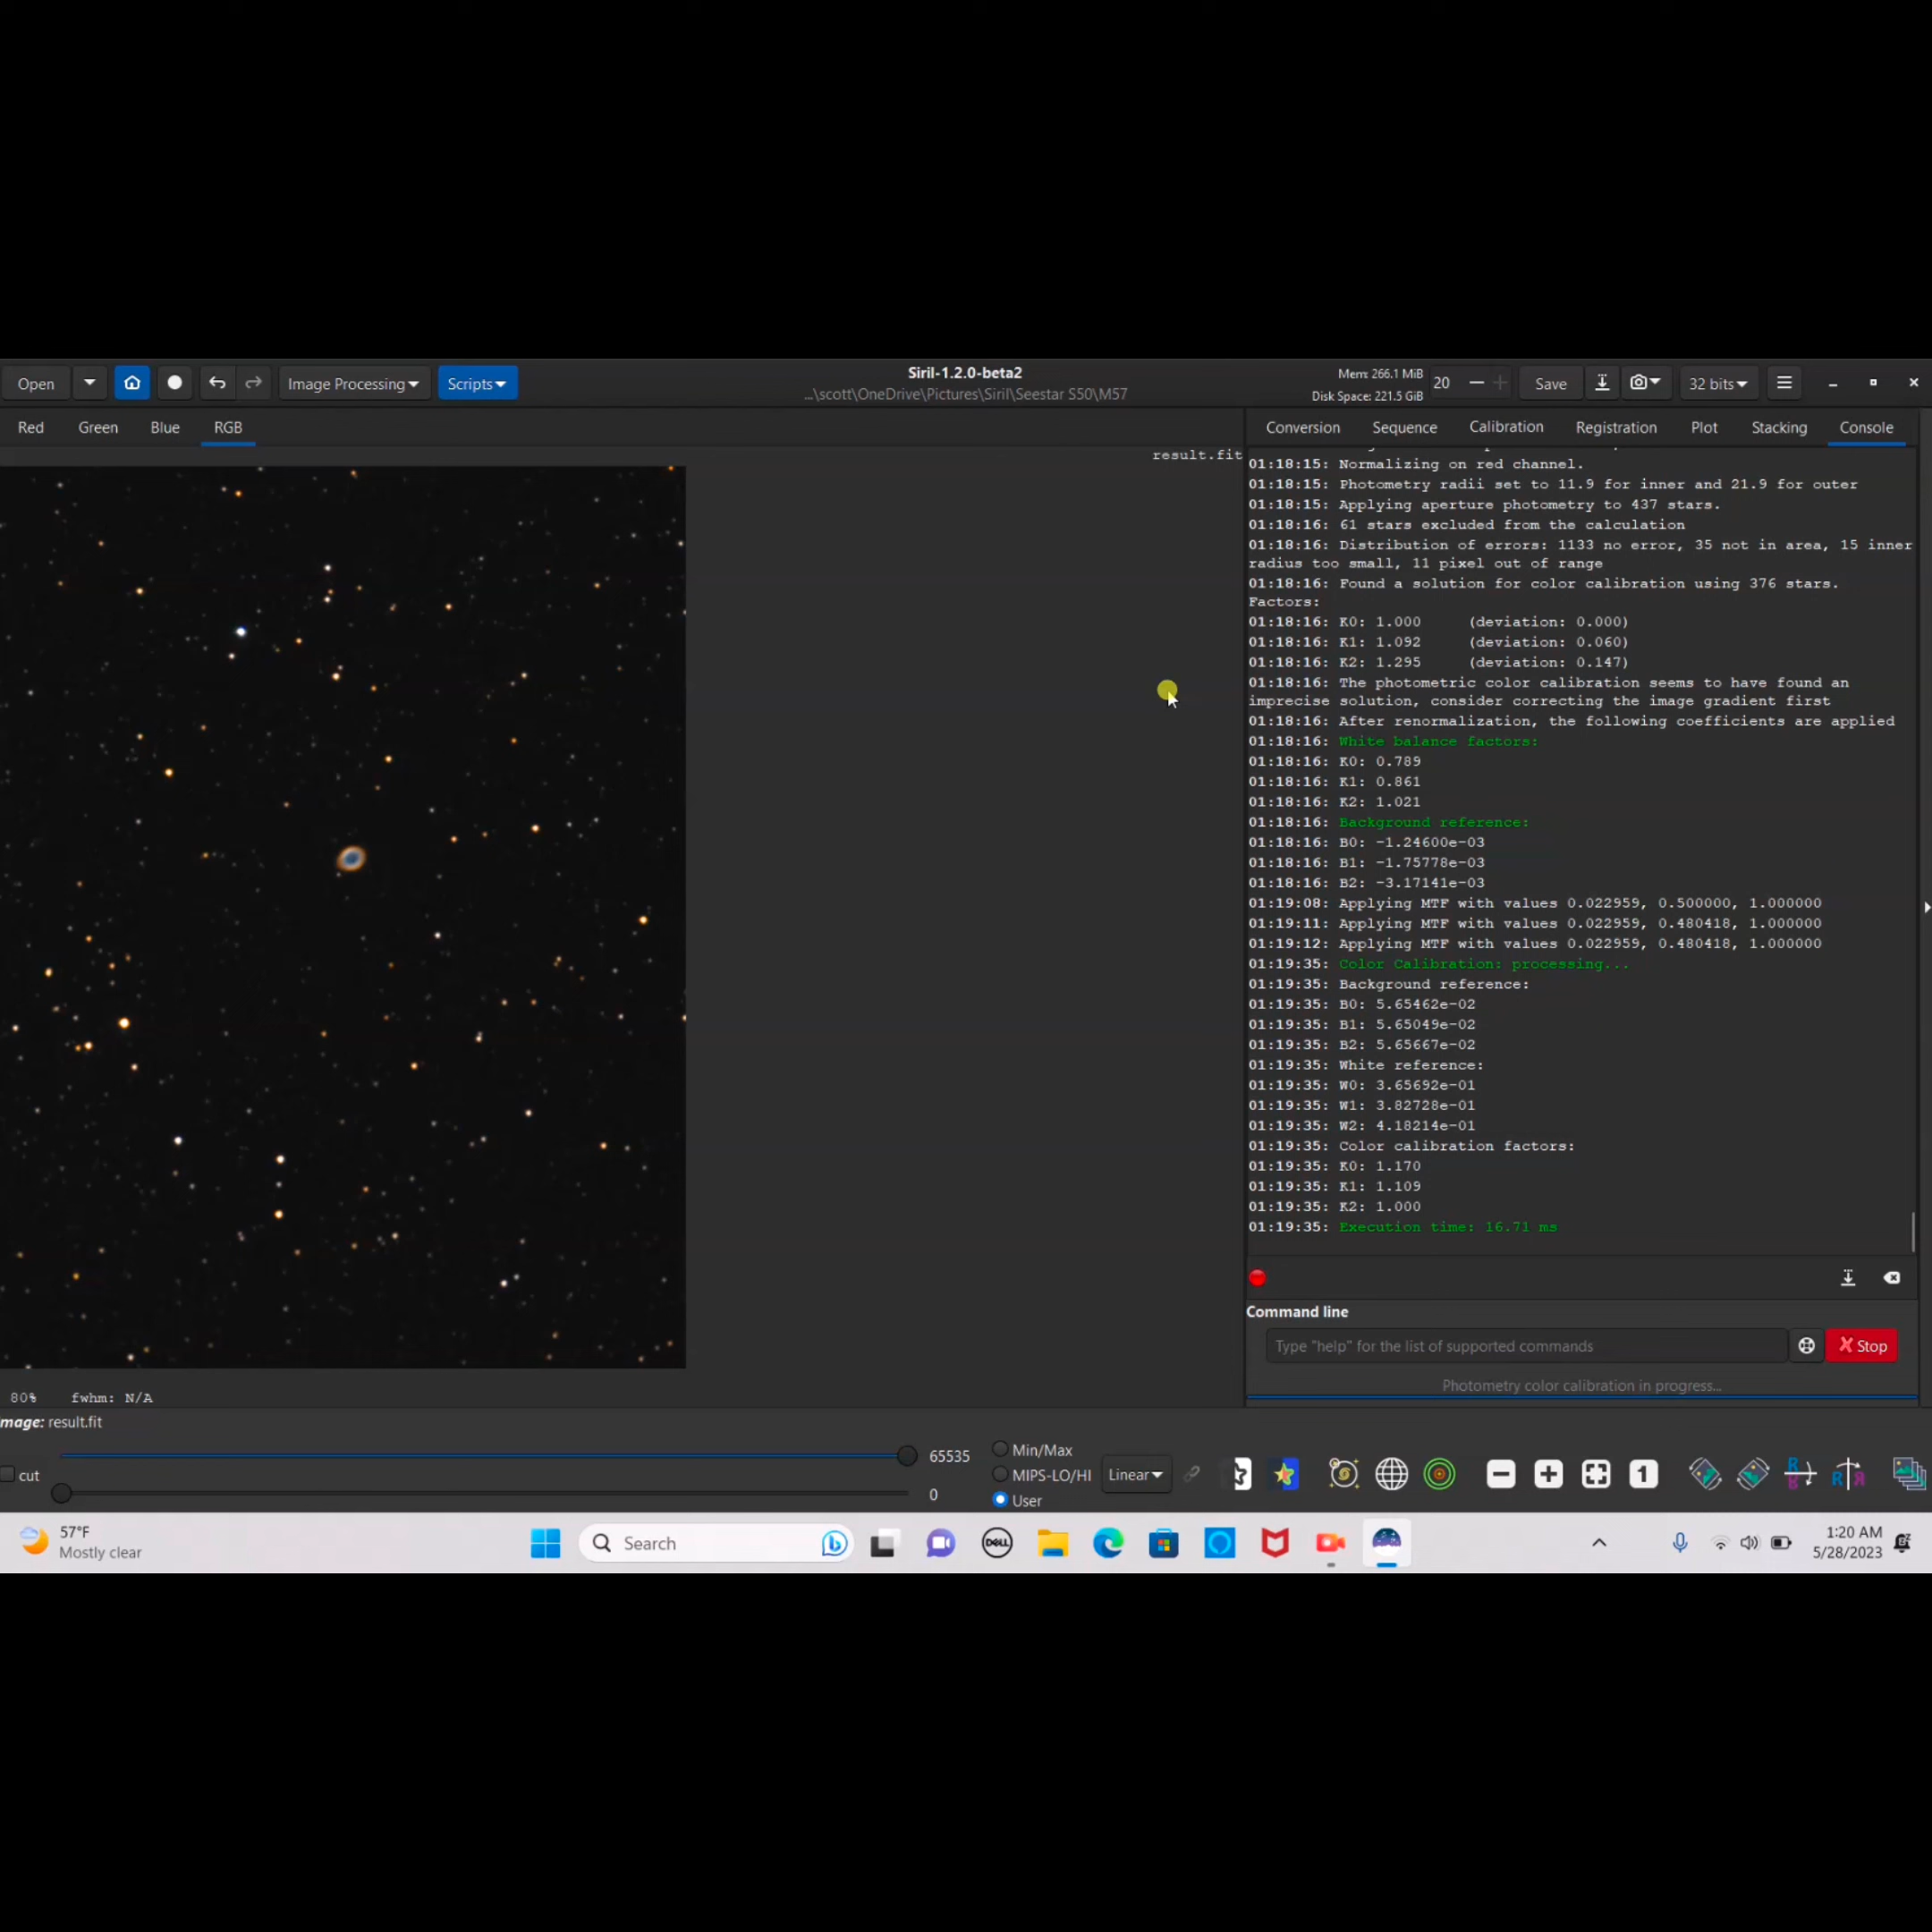 Open
Image Processing
Scripts
Siril-1.2.0-beta2
...\scott\OneDrive\Pictures\Siril\Seestar S50\M57
Mem: 266.1 MiB
Disk Space: 221.5 GiB
20
Save
32 bits
Red Green Blue RGB
result.fit
Conversion Sequence Calibration Registration Plot Stacking Console
01:18:15: Normalizing on red channel.
01:18:15: Photometry radii set to 11.9 for inner and 21.9 for outer
01:18:15: Applying aperture photometry to 437 stars.
01:18:16: 61 stars excluded from the calculation
01:18:16: Distribution of errors: 1133 no error, 35 not in area, 15 inner
radius too small, 11 pixel out of range
01:18:16: Found a solution for color calibration using 376 stars.
Factors:
01:18:16: K0: 1.000 (deviation: 0.000)
01:18:16: K1: 1.092 (deviation: 0.060)
01:18:16: K2: 1.295 (deviation: 0.147)
01:18:16: The photometric color calibration seems to have found an
imprecise solution, consider correcting the image gradient first
01:18:16: After renormalization, the following coefficients are applied
01:18:16: White balance factors:
01:18:16: K0: 0.789
01:18:16: K1: 0.861
01:18:16: K2: 1.021
01:18:16: Background reference:
01:18:16: B0: -1.24600e-03
01:18:16: B1: -1.75778e-03
01:18:16: B2: -3.17141e-03
01:19:08: Applying MTF with values 0.022959, 0.500000, 1.000000
01:19:11: Applying MTF with values 0.022959, 0.480418, 1.000000
01:19:12: Applying MTF with values 0.022959, 0.480418, 1.000000
01:19:35: Color Calibration: processing...
01:19:35: Background reference:
01:19:35: B0: 5.65462e-02
01:19:35: B1: 5.65049e-02
01:19:35: B2: 5.65667e-02
01:19:35: White reference:
01:19:35: W0: 3.65692e-01
01:19:35: W1: 3.82728e-01
01:19:35: W2: 4.18214e-01
01:19:35: Color calibration factors:
01:19:35: K0: 1.170
01:19:35: K1: 1.109
01:19:35: K2: 1.000
01:19:35: Execution time: 16.71 ms
Command line
Type "help" for the list of supported commands
Stop
Photometry color calibration in progress...
80% fwhm: N/A
mage: result.fit
65535
cut
0
Min/Max
MIPS-LO/HI
User
Linear
1
57°F
Mostly clear
Search
DELL
1:20 AM
5/28/2023